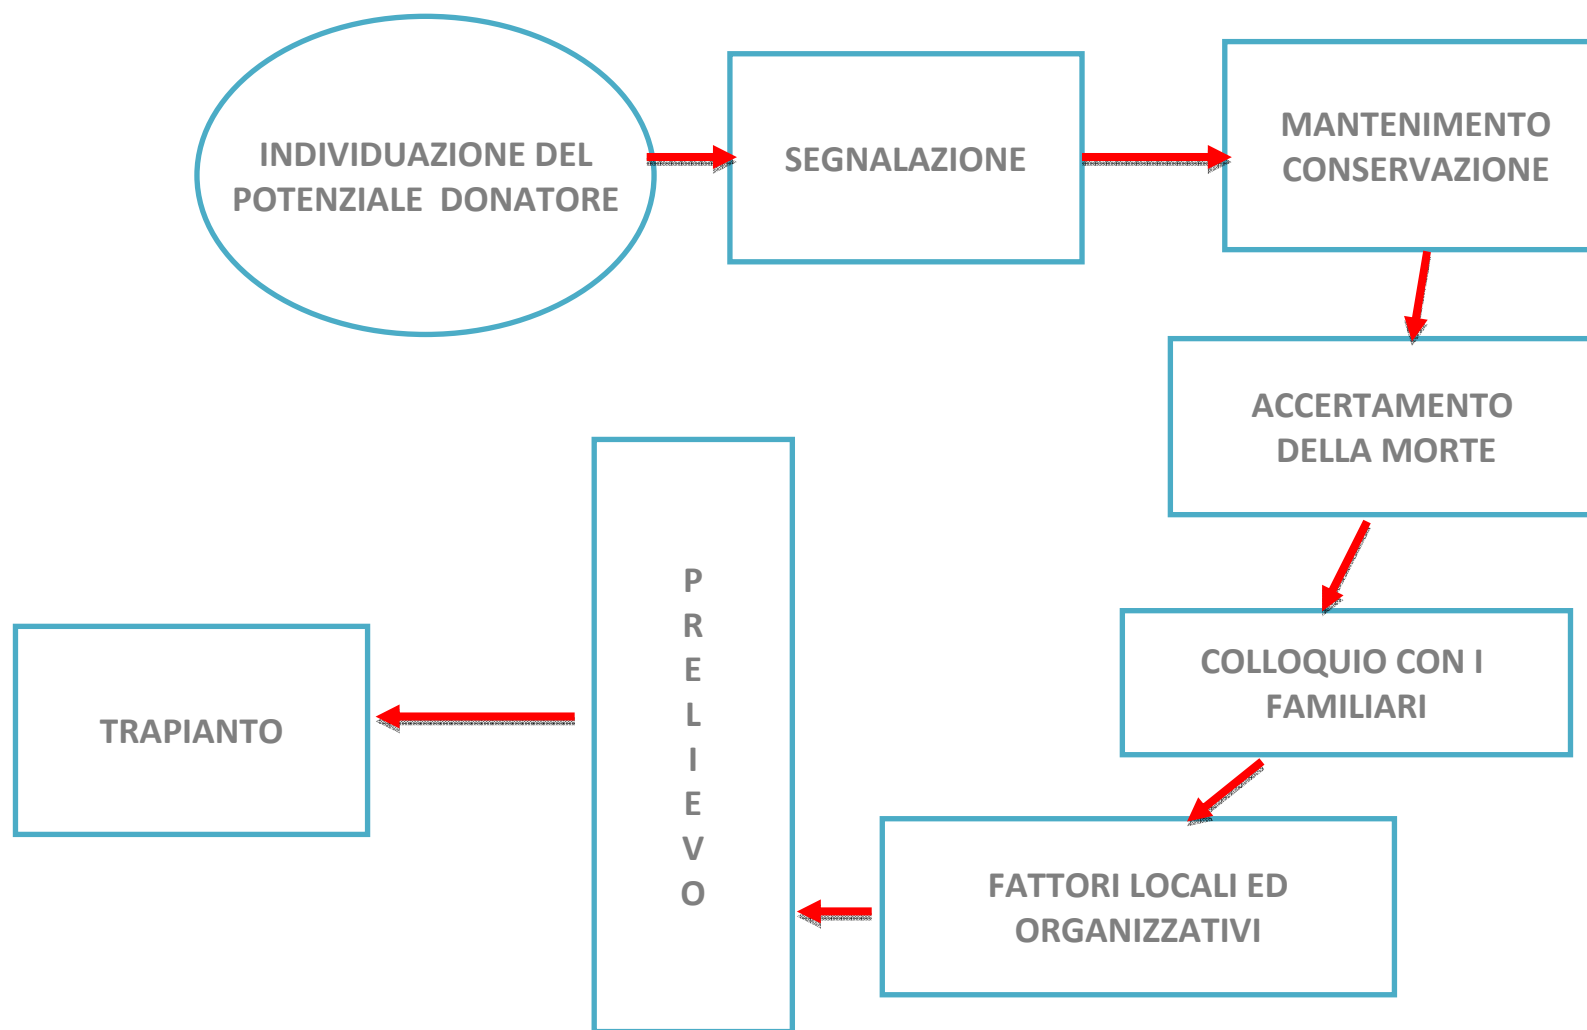 INDIVIDUAZIONE DEL
POTENZIALE DONATORE
SEGNALAZIONE
MANTENIMENTO
CONSERVAZIONE
ACCERTAMENTO
DELLA MORTE
COLLOQUIO CON I
FAMILIARI
FATTORI LOCALI ED
ORGANIZZATIVI
P
R
E
L
I
E
V
O
TRAPIANTO